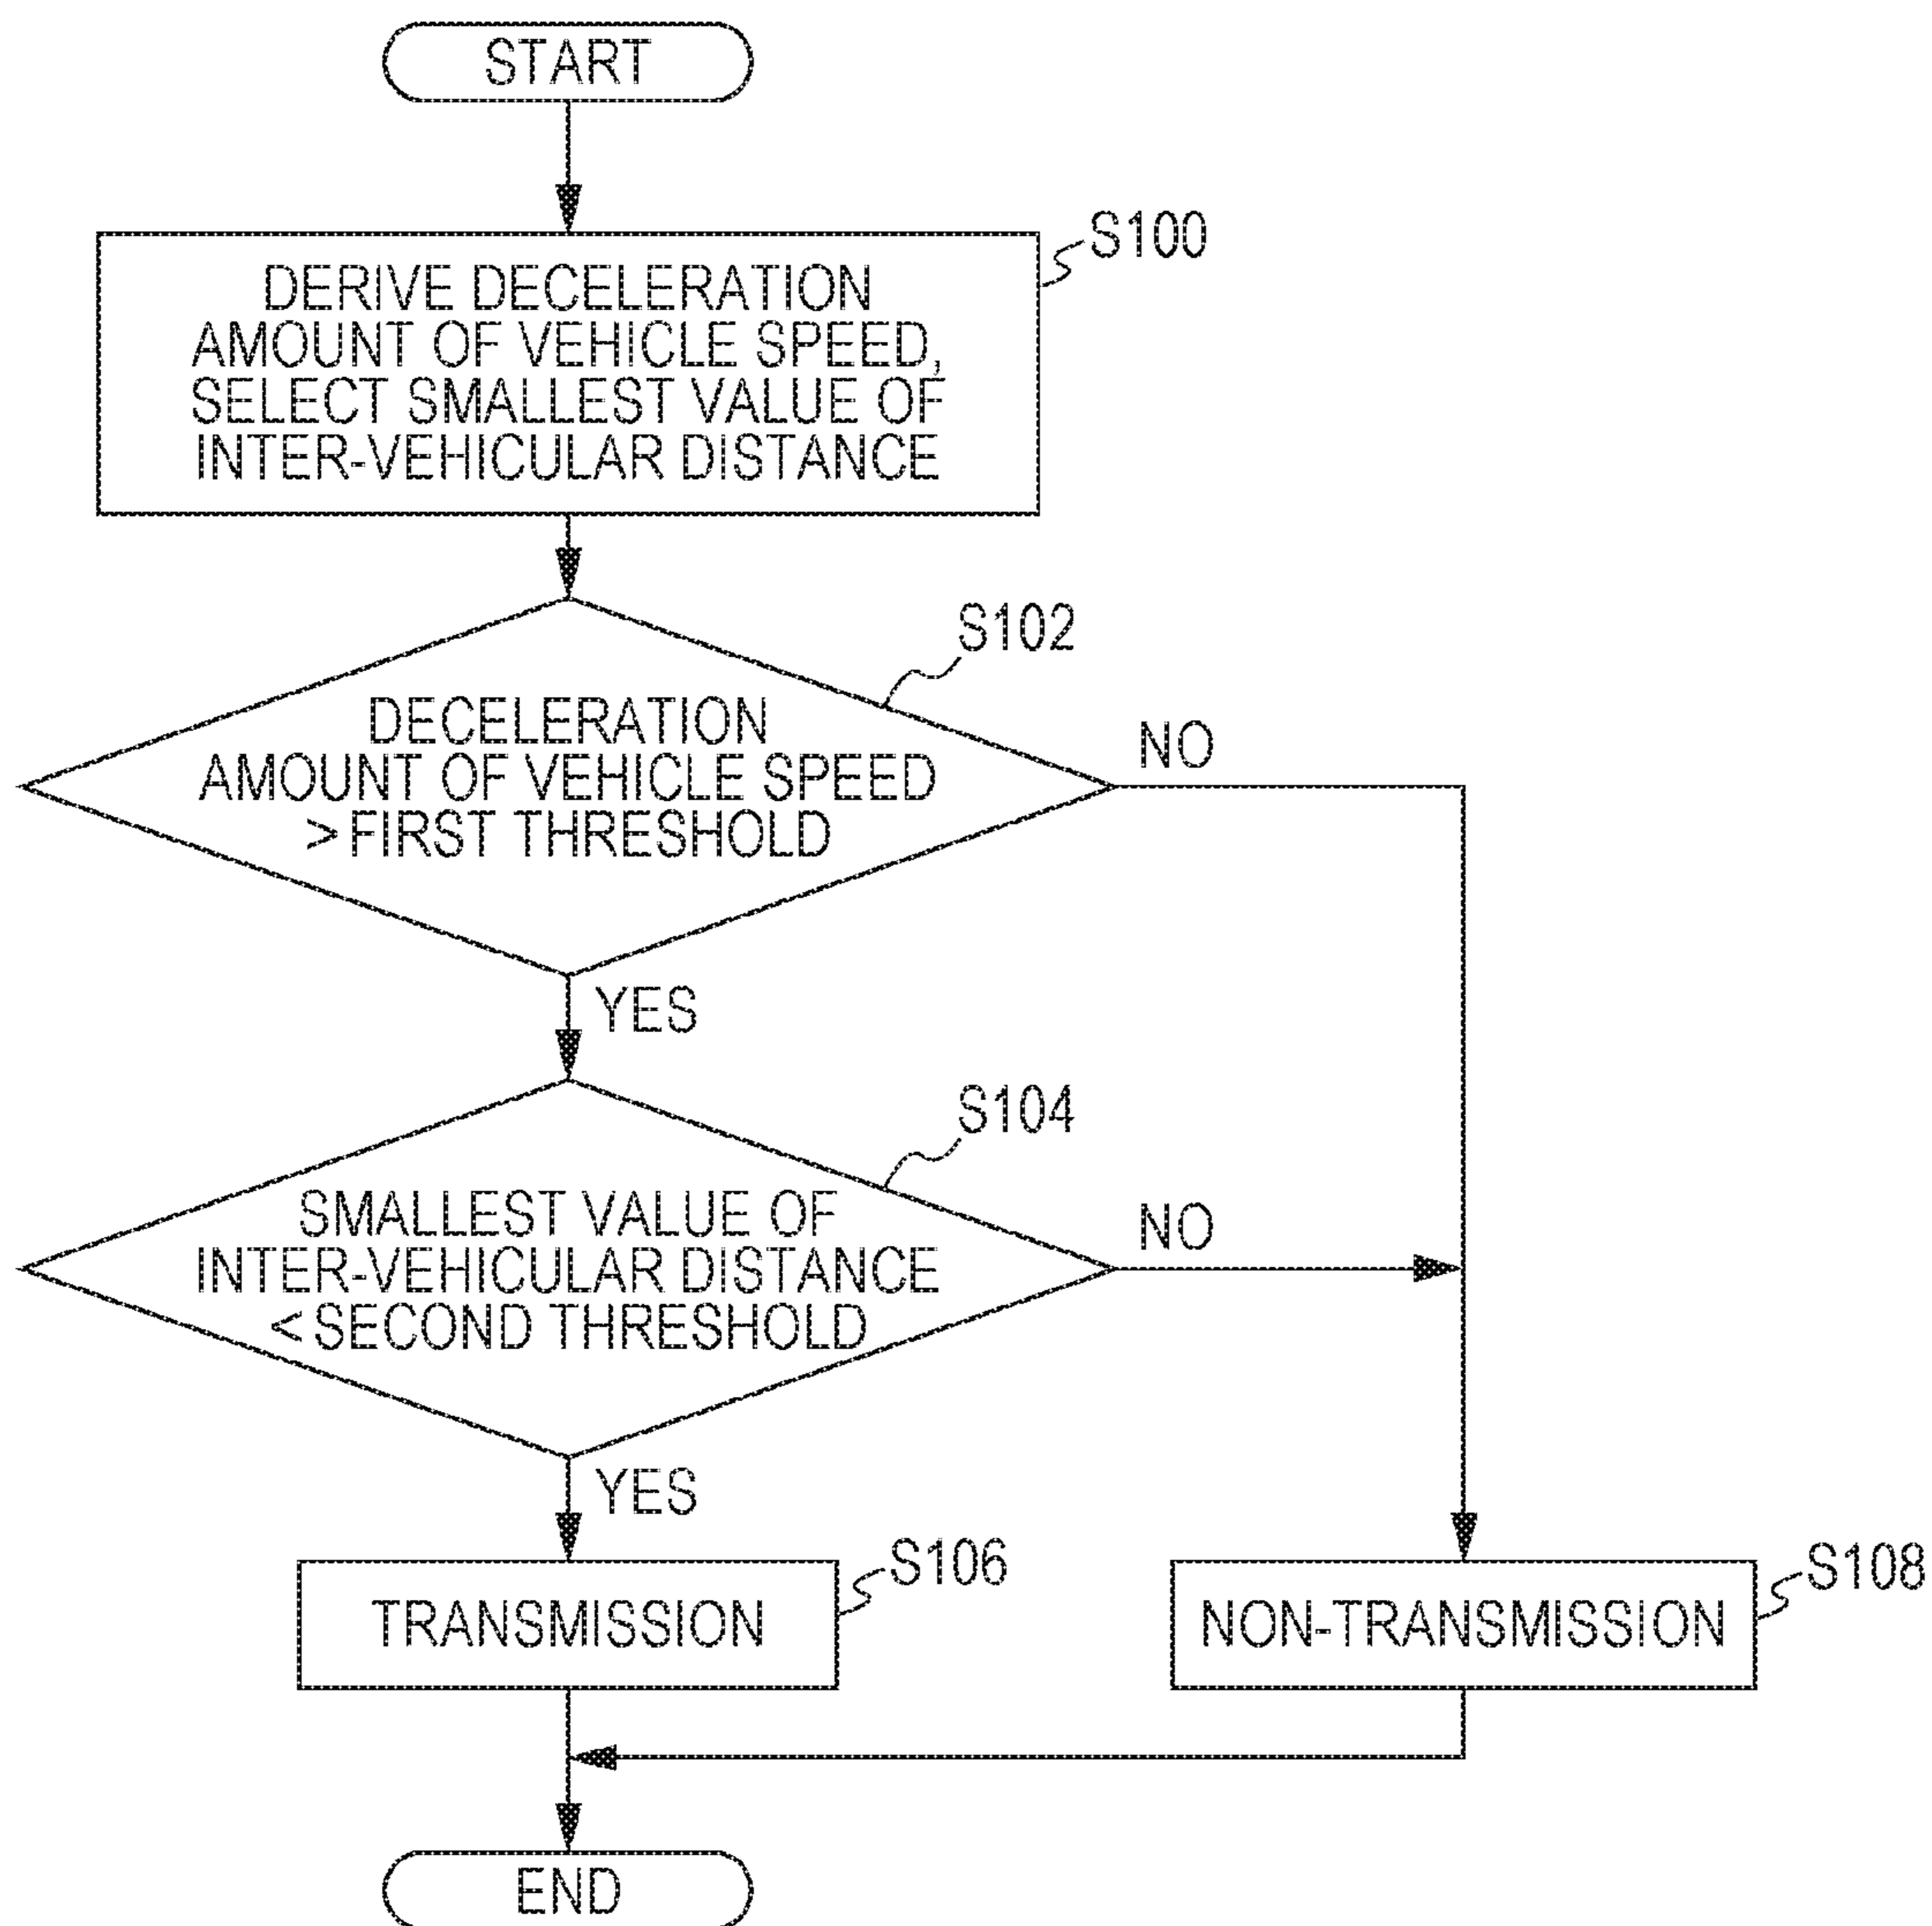 START
S100
DERIVE DECELERATION
AMOUNT OF VEHICLE SPEED,
SELECT SMALLEST VALUE OF
INTER-VEHICULAR DISTANCE
S102
DECELERATION
AMOUNT OF VEHICLE SPEED
> FIRST THRESHOLD
NO
YES
S104
SMALLEST VALUE OF
INTER-VEHICULAR DISTANCE
< SECOND THRESHOLD
NO
YES
S106
TRANSMISSION
S108
NON-TRANSMISSION
END